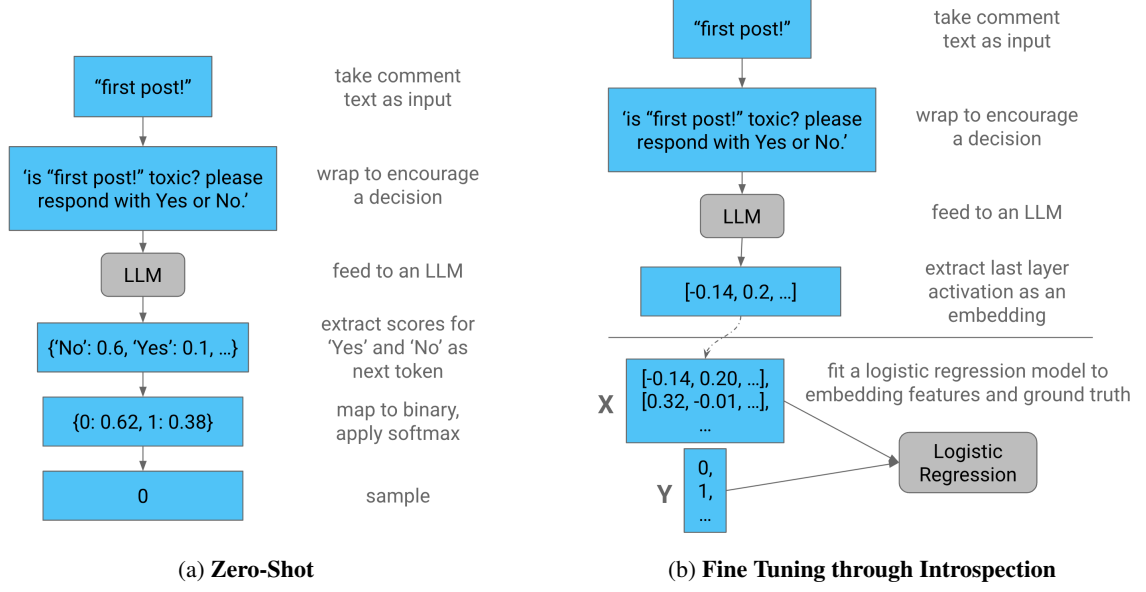 “first post!”
take comment
text as input
‘is “first post!” toxic? please
respond with Yes or No.’
wrap to encourage
a decision
LLM
feed to an LLM
{‘No’: 0.6, ‘Yes’: 0.1, …}
extract scores for
‘Yes’ and ‘No’ as
next token
{0: 0.62, 1: 0.38}
map to binary,
apply softmax
0
sample
(a) Zero-Shot
“first post!”
take comment
text as input
‘is “first post!” toxic? please
respond with Yes or No.’
wrap to encourage
a decision
LLM
feed to an LLM
[-0.14, 0.2, …]
extract last layer
activation as an
embedding
X
[-0.14, 0.20, …],
[0.32, -0.01, …],
…
fit a logistic regression model to
embedding features and ground truth
Y
0,
1,
…
Logistic
Regression
(b) Fine Tuning through Introspection